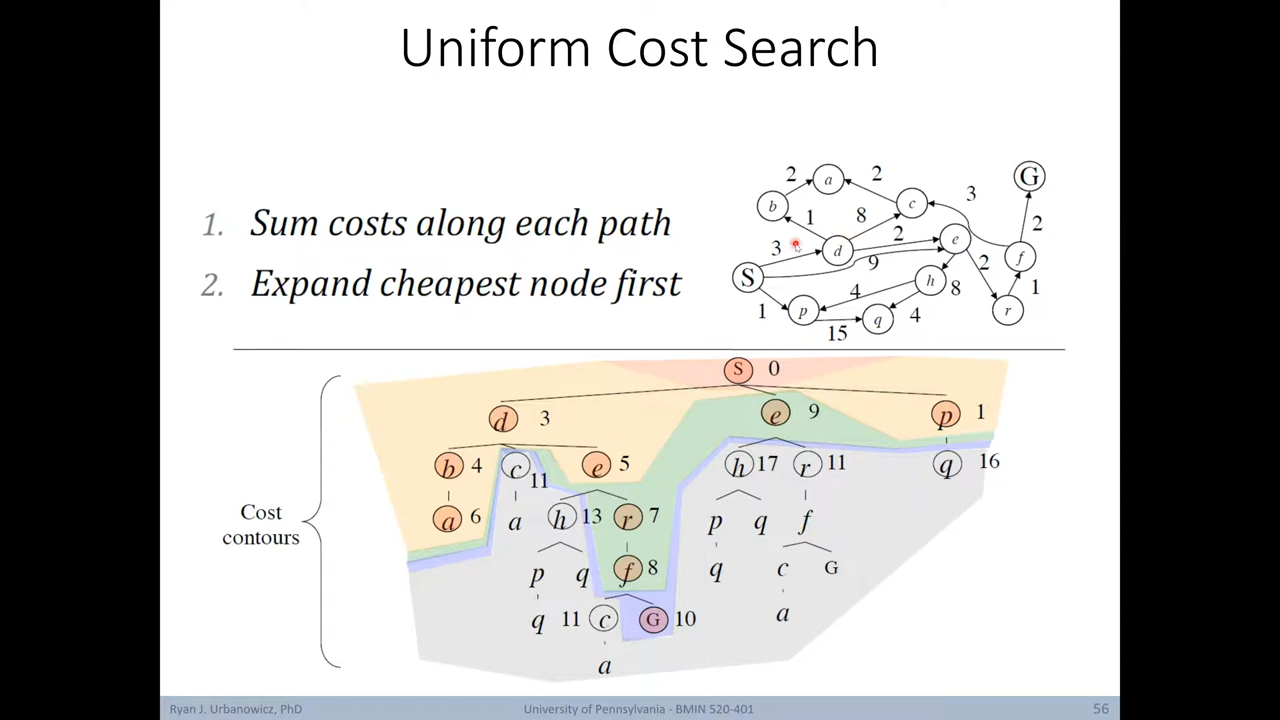 Uniform Cost Search
1. Sum costs along each path
2. Expand cheapest node first
2 a 2 G
b c 3
1 8 2
3 d 2 e f
S 9 2
h 8 1
1 p 4 r
15 q 4
S 0
d 3 e 9 p 1
b 4 c 11 e 5 h 17 r 11 q 16
a 6 a h 13 r 7 p q f
Cost
contours
p q f 8 q c G
q 11 c G 10 a
a
Ryan J. Urbanowicz, PhD University of Pennsylvania - BMIN 520-401 56